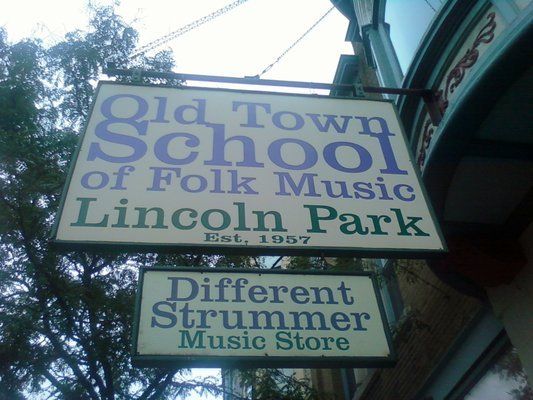 Old Town
School
of Folk Music
Lincoln Park
Est. 1957
Different
Strummer
Music Store